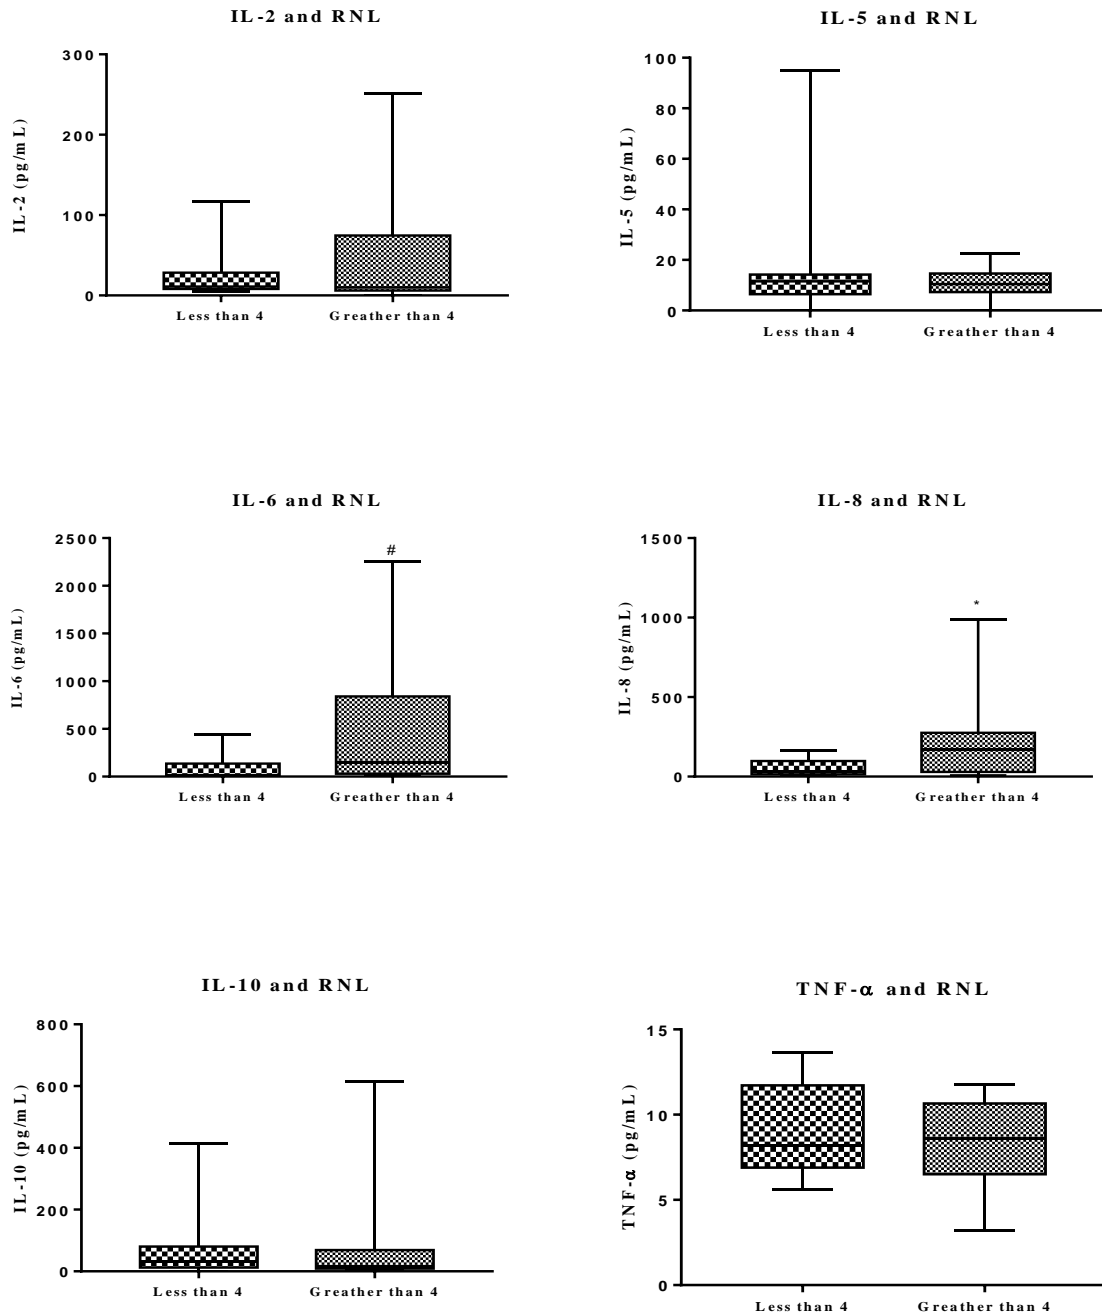 IL-2 and RNL
IL-2 (pg/mL)
300
200
100
0
Less than 4
Greather than 4
IL-5 and RNL
IL-5 (pg/mL)
100
80
60
40
20
0
Less than 4
Greather than 4
IL-6 and RNL
IL-6 (pg/mL)
2500
2000
1500
1000
500
0
#
Less than 4
Greather than 4
IL-8 and RNL
IL-8 (pg/mL)
1500
1000
500
0
*
Less than 4
Greather than 4
IL-10 and RNL
IL-10 (pg/mL)
800
600
400
200
0
Less than 4
Greather than 4
TNF-α and RNL
TNF-α (pg/mL)
15
10
5
0
Less than 4
Greather than 4